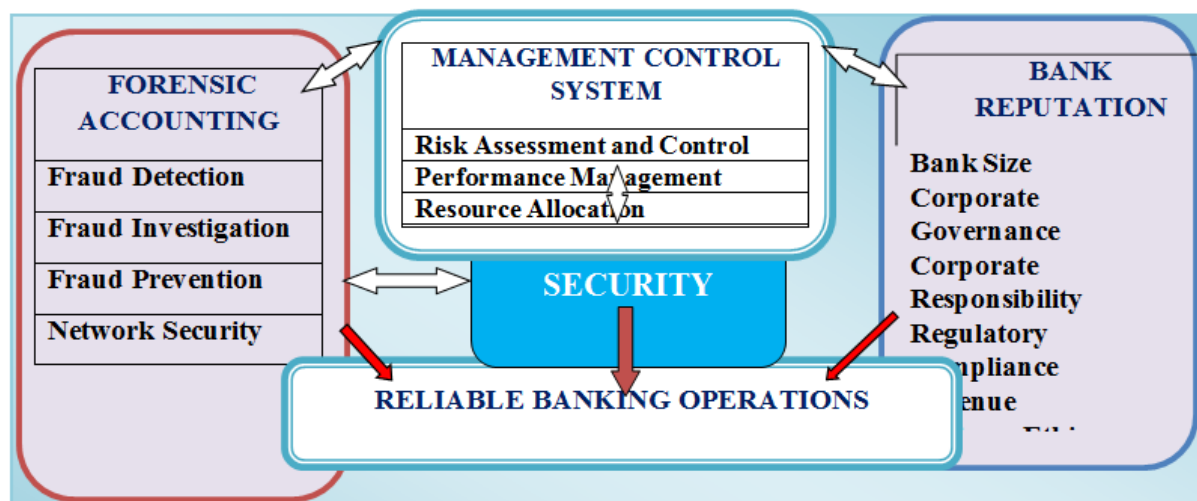 FORENSIC
ACCOUNTING
Fraud Detection
Fraud Investigation
Fraud Prevention
Network Security
MANAGEMENT CONTROL
SYSTEM
Risk Assessment and Control
Performance Management
Resource Allocation
SECURITY
BANK
REPUTATION
Bank Size
Corporate
Governance
Corporate
Responsibility
Regulatory
RELIABLE BANKING OPERATIONS